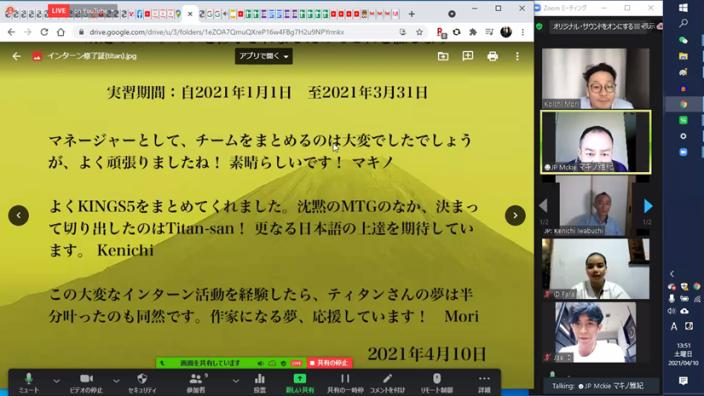 LIVE on YouTube
drive.google.com/drive/u/3/folders/1eZOA7QmuQXreP16w4FBg7H2u9NPYrnkx
インターン修了証(titan).jpg
アプリで開く
実習期間：自2021年1月1日　至2021年3月31日
マネージャーとして、チームをまとめるのは大変でしたでしょう
が、よく頑張りましたね！ 素晴らしいです！ マキノ
よくKINGS5をまとめてくれました。沈黙のMTGのなか、決まっ
て切り出したのはTitan-san！ 更なる日本語の上達を期待してい
ます。 Kenichi
この大変なインターン活動を経験したら、ティタンさんの夢は半
分叶ったのも同然です。作家になる夢、応援しています！　Mori
2021年4月10日
画面を共有しています
LIVE
共有の停止
ミュート
ビデオの停止
セキュリティ
参加者
9
投票
新しい共有
共有の一時停止
コメントを付け
リモート制御
詳細
Zoom ミーティング
オリジナル・サウンドをオンにする
表示
Koichi Mori
JP Mckie マキノ雅紀
1/2
1/2
JP: Kenichi Iwabuchi
ID Fara
Talking: JP Mckie マキノ雅紀
A
13:51
土曜日
2021/04/10